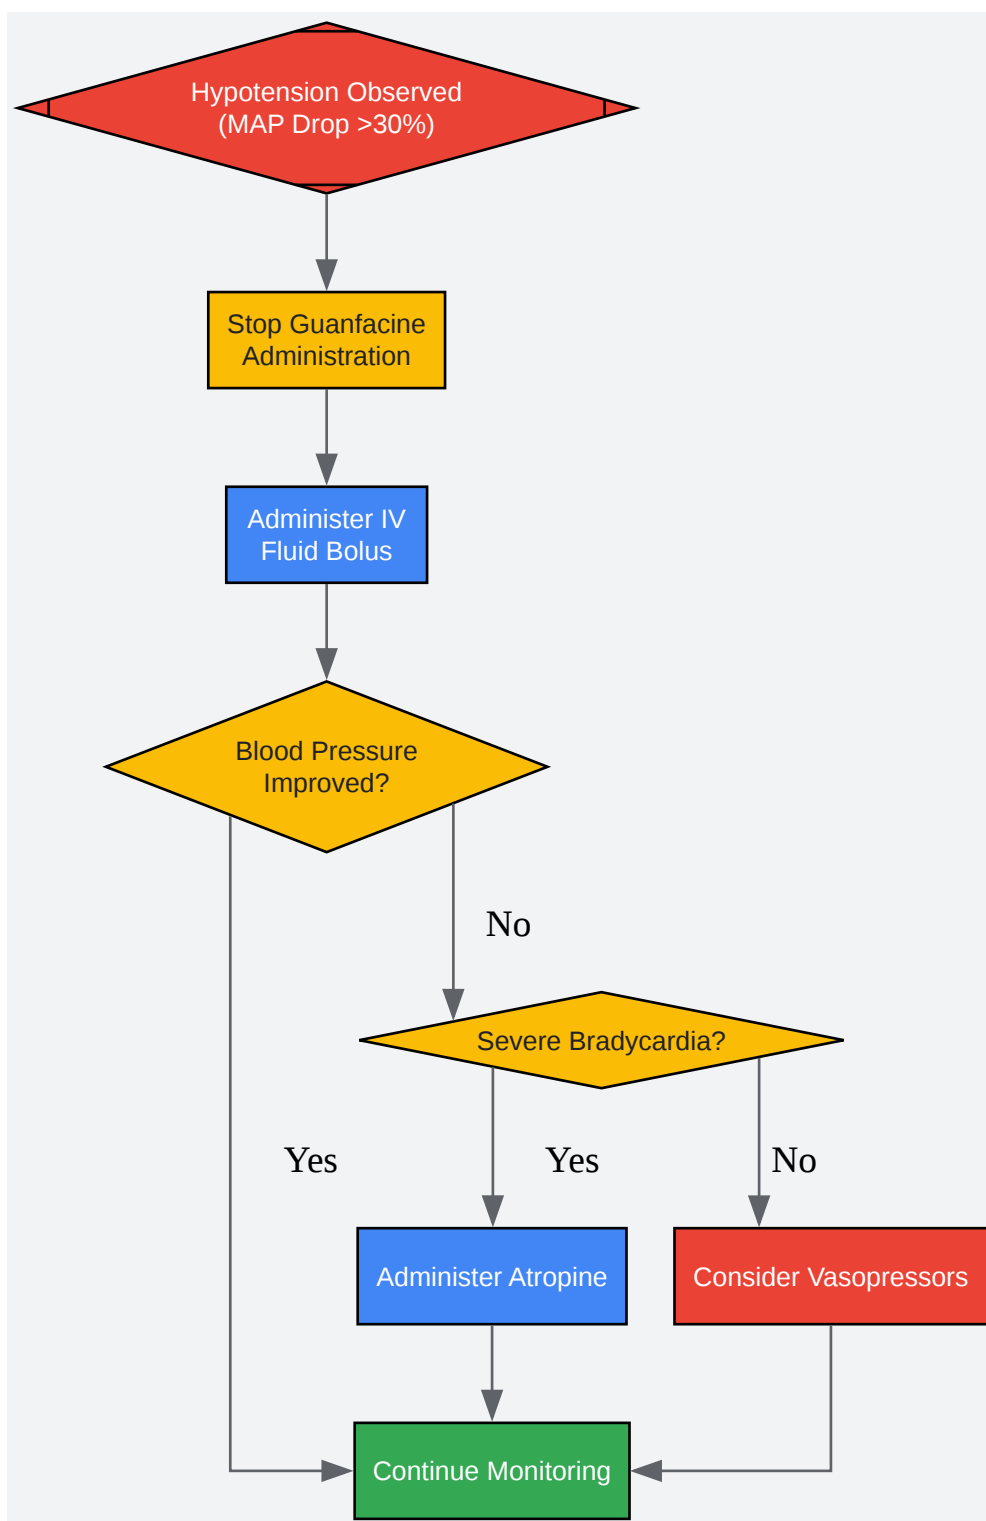 Hypotension Observed
(MAP Drop >30%)
Stop Guanfacine
Administration
Administer IV
Fluid Bolus
Blood Pressure
Improved?
No
Severe Bradycardia?
Yes
Yes
No
Administer Atropine
Consider Vasopressors
Continue Monitoring